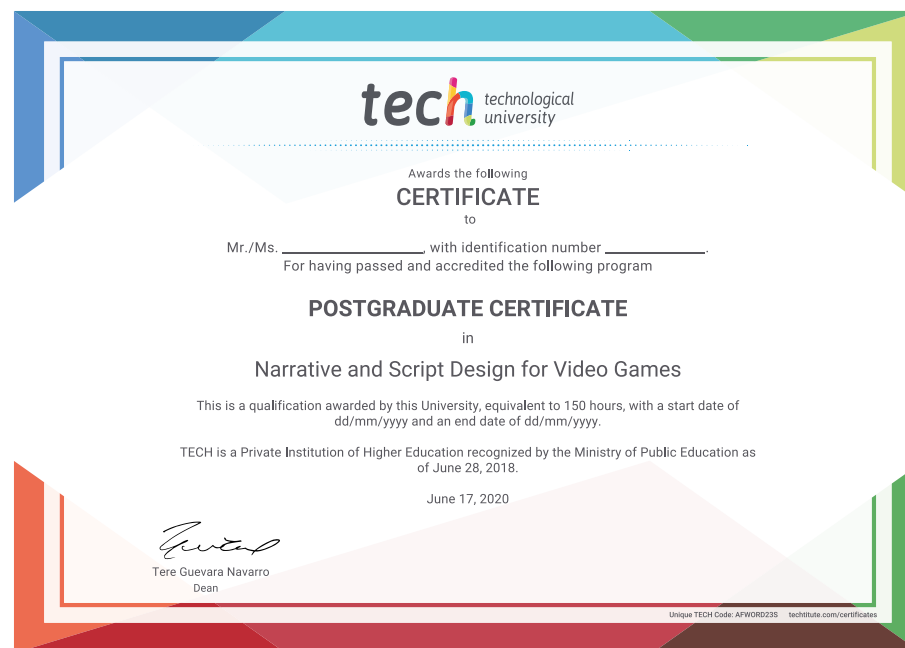 tech technological
university
Awards the following
CERTIFICATE
to
Mr./Ms. ____________________, with identification number ______________.
For having passed and accredited the following program
POSTGRADUATE CERTIFICATE
in
Narrative and Script Design for Video Games
This is a qualification awarded by this University, equivalent to 150 hours, with a start date of
dd/mm/yyyy and an end date of dd/mm/yyyy.
TECH is a Private Institution of Higher Education recognized by the Ministry of Public Education as
of June 28, 2018.
June 17, 2020
Tere Guevara Navarro
Dean
Unique TECH Code: AFWORD23S techtitute.com/certificates